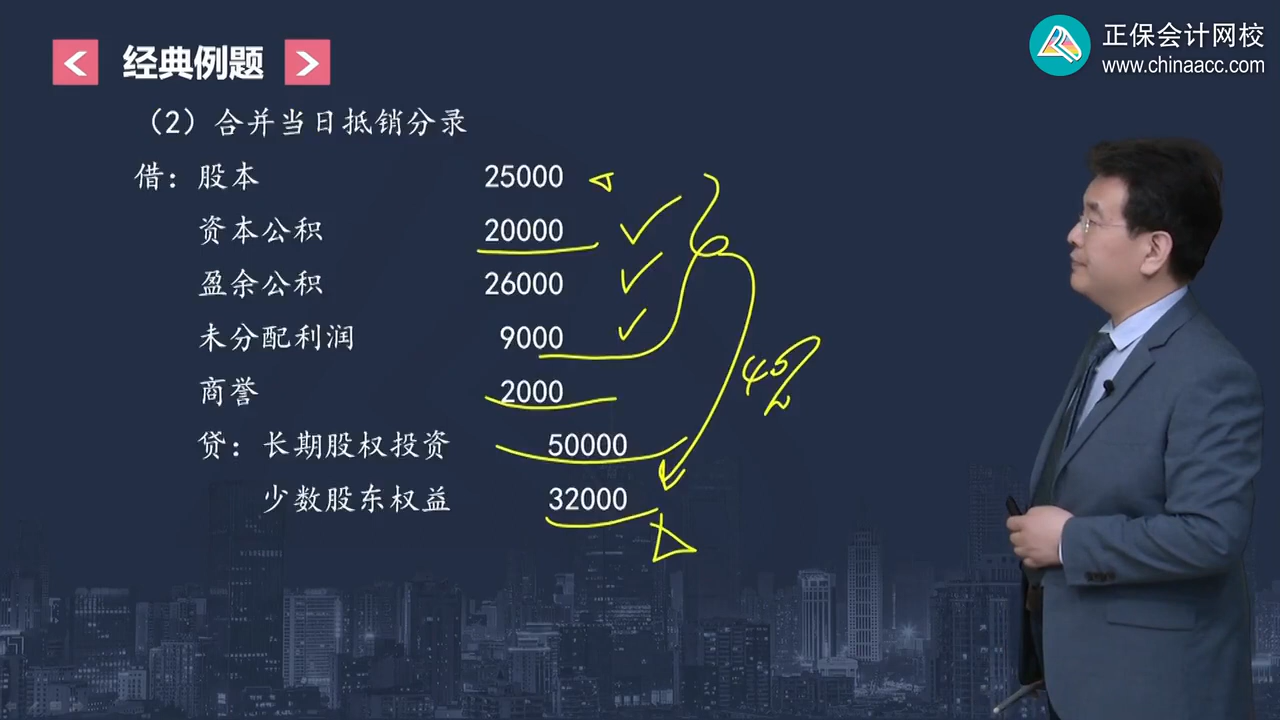 正保会计网校
www.chinaacc.com
经典例题
（2）合并当日抵销分录
借：股本 25000
资本公积 20000
盈余公积 26000
未分配利润 9000
商誉 2000
贷：长期股权投资 50000
少数股东权益 32000
40%